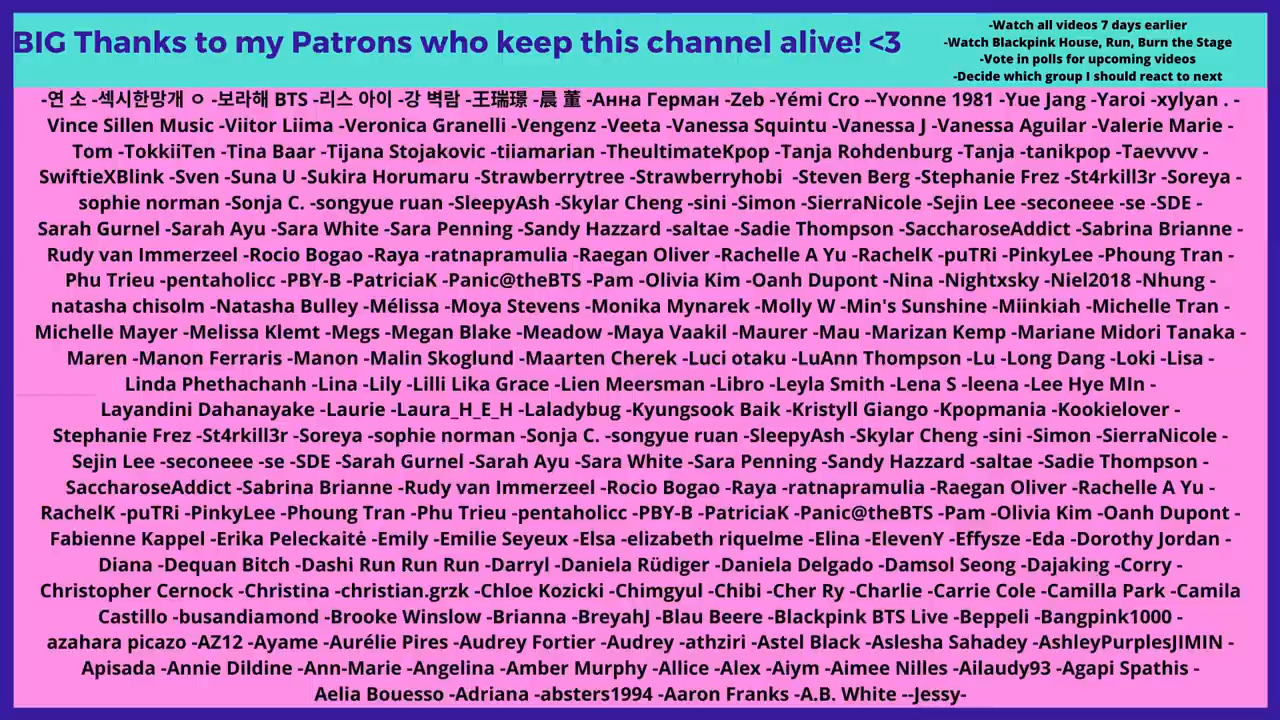 BIG Thanks to my Patrons who keep this channel alive! <3
-Watch all videos 7 days earlier
-Watch Blackpink House, Run, Burn the Stage
-Vote in polls for upcoming videos
-Decide which group I should react to next
-연 소 -섹시한망개 ㅇ -보라해 BTS -리스 아이 -강 벽람 -王瑞璟 -晨 董 -Анна Герман -Zeb -Yémi Cro --Yvonne 1981 -Yue Jang -Yaroi -xylyan . -
Vince Sillen Music -Viitor Liima -Veronica Granelli -Vengenz -Veeta -Vanessa Squintu -Vanessa J -Vanessa Aguilar -Valerie Marie -
Tom -TokkiiTen -Tina Baar -Tijana Stojakovic -tiiamarian -TheultimateKpop -Tanja Rohdenburg -Tanja -tanikpop -Taevvvv -
SwiftieXBlink -Sven -Suna U -Sukira Horumaru -Strawberrytree -Strawberryhobi  -Steven Berg -Stephanie Frez -St4rkill3r -Soreya -
sophie norman -Sonja C. -songyue ruan -SleepyAsh -Skylar Cheng -sini -Simon -SierraNicole -Sejin Lee -seconeee -se -SDE -
Sarah Gurnel -Sarah Ayu -Sara White -Sara Penning -Sandy Hazzard -saltae -Sadie Thompson -SaccharoseAddict -Sabrina Brianne -
Rudy van Immerzeel -Rocio Bogao -Raya -ratnapramulia -Raegan Oliver -Rachelle A Yu -RachelK -puTRi -PinkyLee -Phoung Tran -
Phu Trieu -pentaholicc -PBY-B -PatriciaK -Panic@theBTS -Pam -Olivia Kim -Oanh Dupont -Nina -Nightxsky -Niel2018 -Nhung -
natasha chisolm -Natasha Bulley -Mélissa -Moya Stevens -Monika Mynarek -Molly W -Min's Sunshine -Miinkiah -Michelle Tran -
Michelle Mayer -Melissa Klemt -Megs -Megan Blake -Meadow -Maya Vaakil -Maurer -Mau -Marizan Kemp -Mariane Midori Tanaka -
Maren -Manon Ferraris -Manon -Malin Skoglund -Maarten Cherek -Luci otaku -LuAnn Thompson -Lu -Long Dang -Loki -Lisa -
Linda Phethachanh -Lina -Lily -Lilli Lika Grace -Lien Meersman -Libro -Leyla Smith -Lena S -leena -Lee Hye MIn -
Layandini Dahanayake -Laurie -Laura_H_E_H -Laladybug -Kyungsook Baik -Kristyll Giango -Kpopmania -Kookielover -
Stephanie Frez -St4rkill3r -Soreya -sophie norman -Sonja C. -songyue ruan -SleepyAsh -Skylar Cheng -sini -Simon -SierraNicole -
Sejin Lee -seconeee -se -SDE -Sarah Gurnel -Sarah Ayu -Sara White -Sara Penning -Sandy Hazzard -saltae -Sadie Thompson -
SaccharoseAddict -Sabrina Brianne -Rudy van Immerzeel -Rocio Bogao -Raya -ratnapramulia -Raegan Oliver -Rachelle A Yu -
RachelK -puTRi -PinkyLee -Phoung Tran -Phu Trieu -pentaholicc -PBY-B -PatriciaK -Panic@theBTS -Pam -Olivia Kim -Oanh Dupont -
Fabienne Kappel -Erika Peleckaitė -Emily -Emilie Seyeux -Elsa -elizabeth riquelme -Elina -ElevenY -Effysze -Eda -Dorothy Jordan -
Diana -Dequan Bitch -Dashi Run Run Run -Darryl -Daniela Rüdiger -Daniela Delgado -Damsol Seong -Dajaking -Corry -
Christopher Cernock -Christina -christian.grzk -Chloe Kozicki -Chimgyul -Chibi -Cher Ry -Charlie -Carrie Cole -Camilla Park -Camila
Castillo -busandiamond -Brooke Winslow -Brianna -BreyahJ -Blau Beere -Blackpink BTS Live -Beppeli -Bangpink1000 -
azahara picazo -AZ12 -Ayame -Aurélie Pires -Audrey Fortier -Audrey -athziri -Astel Black -Aslesha Sahadey -AshleyPurplesJIMIN -
Apisada -Annie Dildine -Ann-Marie -Angelina -Amber Murphy -Allice -Alex -Aiym -Aimee Nilles -Ailaudy93 -Agapi Spathis -
Aelia Bouesso -Adriana -absters1994 -Aaron Franks -A.B. White --Jessy-